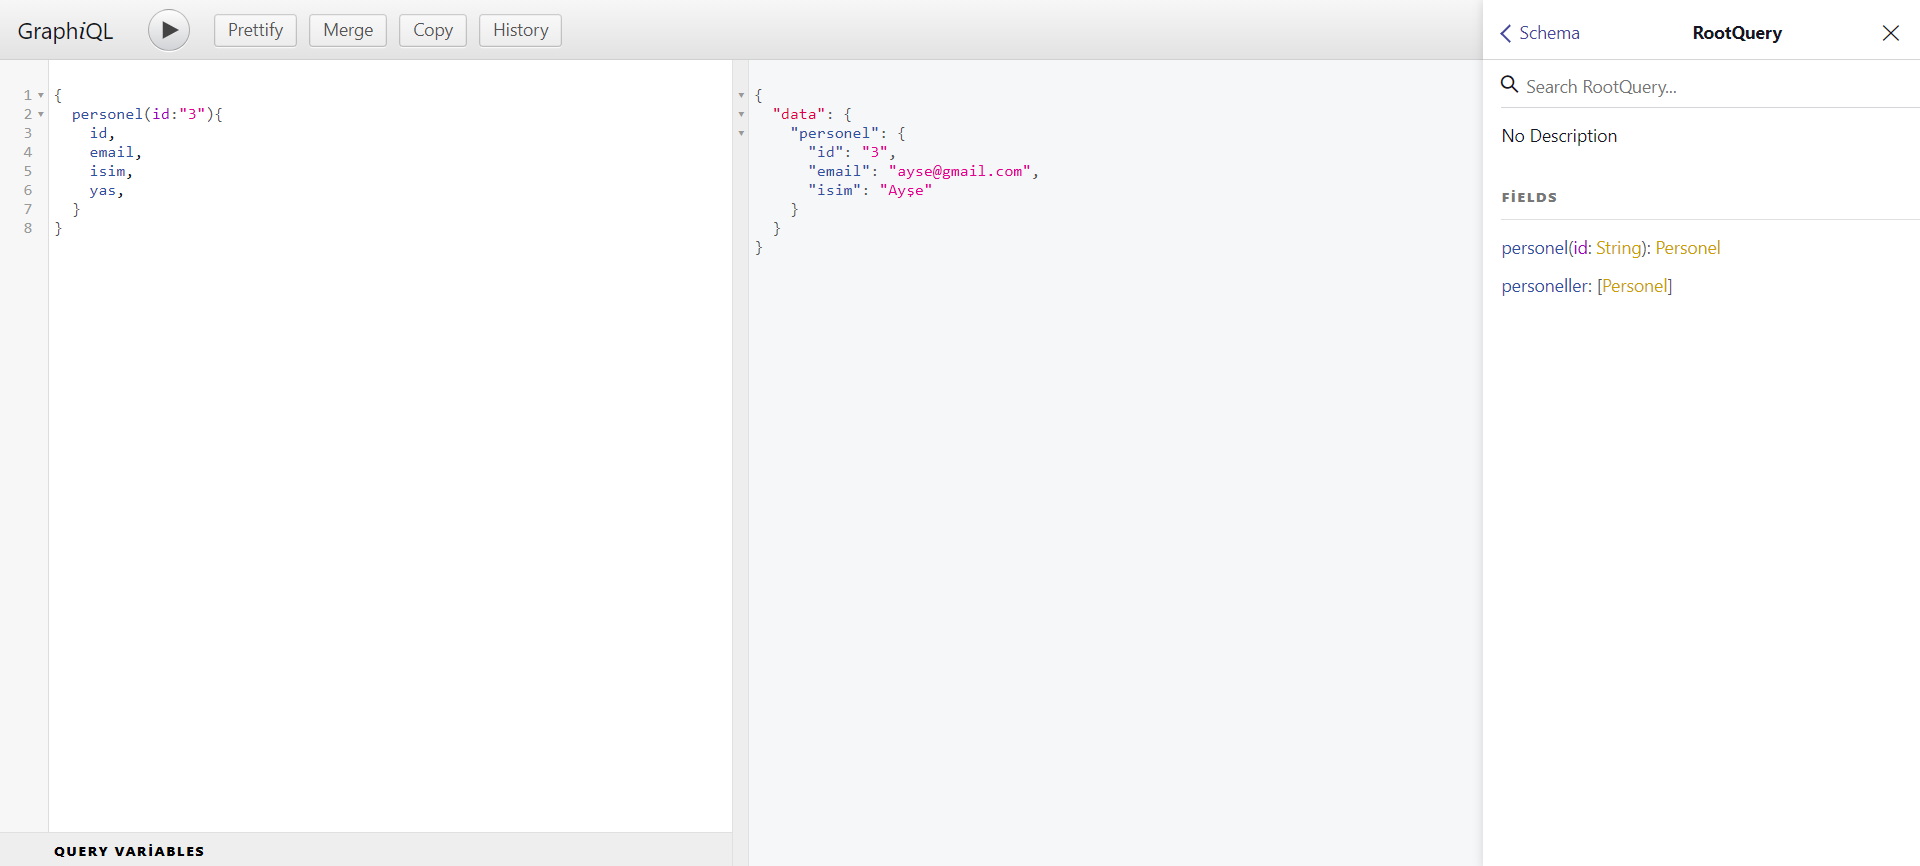 GraphiQL
Prettify Merge Copy History
1 {
2 personel(id:"3"){
3 id,
4 email,
5 isim,
6 yas,
7 }
8 }
QUERY VARİABLES
{
"data": {
"personel": {
"id": "3",
"email": "ayse@gmail.com",
"isim": "Ayşe"
}
}
}
Schema RootQuery
Search RootQuery...
No Description
FİELDS
personel(id: String): Personel
personeller: [Personel]